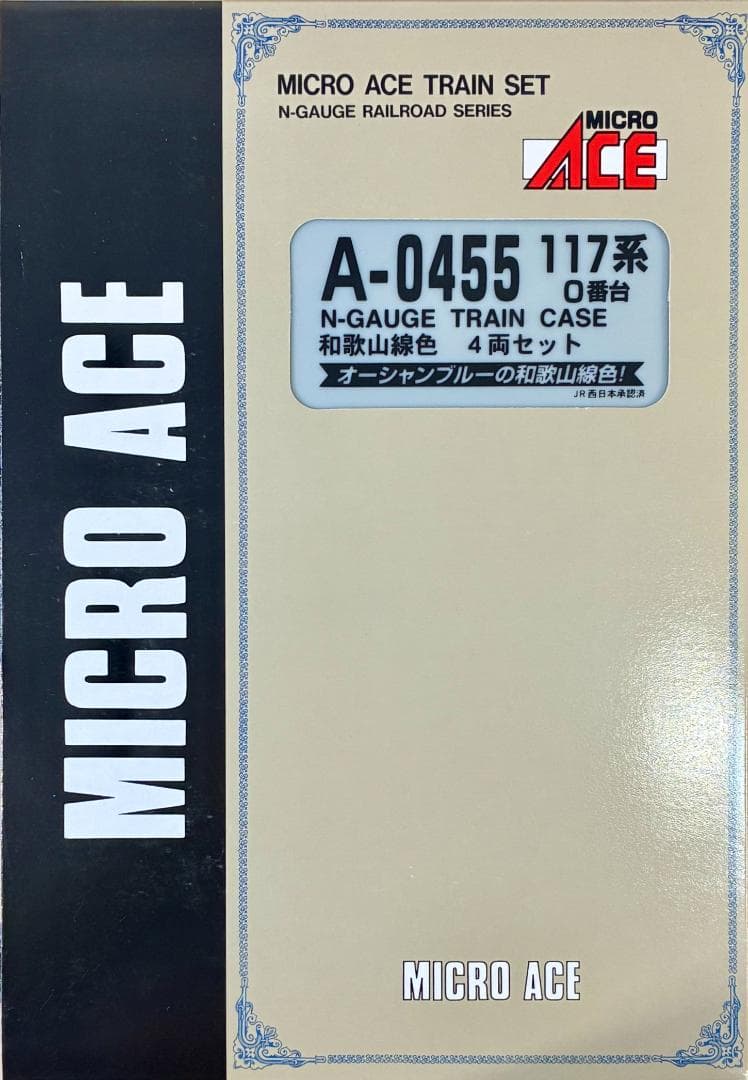 MICRO ACE
MICRO ACE TRAIN SET
N-GAUGE RAILROAD SERIES
MICRO
ACE
A-0455 117系
0番台
N-GAUGE TRAIN CASE
和歌山線色 4両セット
オーシャンブルーの和歌山線色!
JR西日本承認済
MICRO ACE